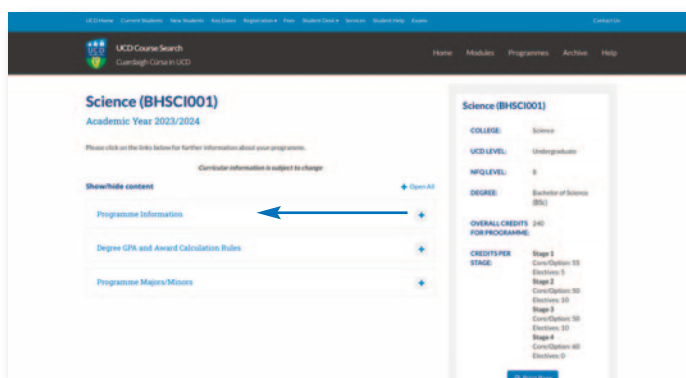 UCD Home Current Students New Students Key Dates Registration Fees Student Desk Services Student Help Exams Contact Us
UCD
UCD Course Search
Cuardaigh Cúrsa in UCD
Home Modules Programmes Archive Help
Science (BHSCI001)
Academic Year 2023/2024
Please click on the links below for further information about your programme.
Curricular information is subject to change
Show/hide content
+ Open All
Programme Information +
Degree GPA and Award Calculation Rules +
Programme Majors/Minors +
Science (BHSCI001)
COLLEGE: Science
UCD LEVEL: Undergraduate
NFQ LEVEL: 8
DEGREE: Bachelor of Science
(BSc)
OVERALL CREDITS 240
FOR PROGRAMME:
CREDITS PER Stage 1
STAGE: Core/Option: 55
Electives: 5
Stage 2
Core/Option: 50
Electives: 10
Stage 3
Core/Option: 50
Electives: 10
Stage 4
Core/Option: 60
Electives: 0